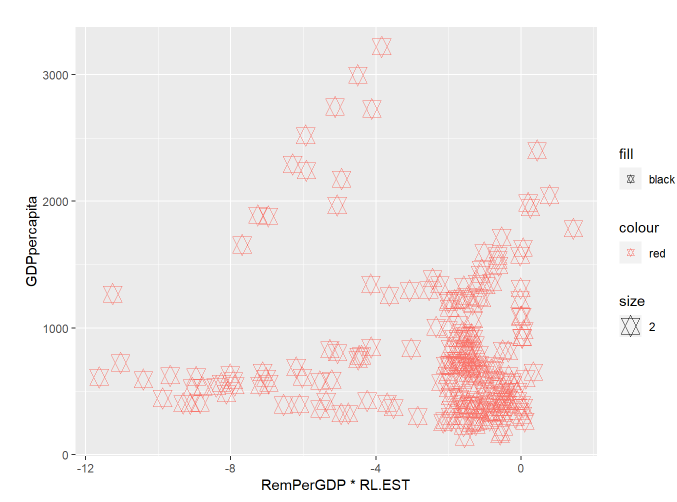 3000
2000
1000
0
GDPpercapita
-12
-8
-4
0
RemPerGDP * RL.EST
fill
black
colour
red
size
2